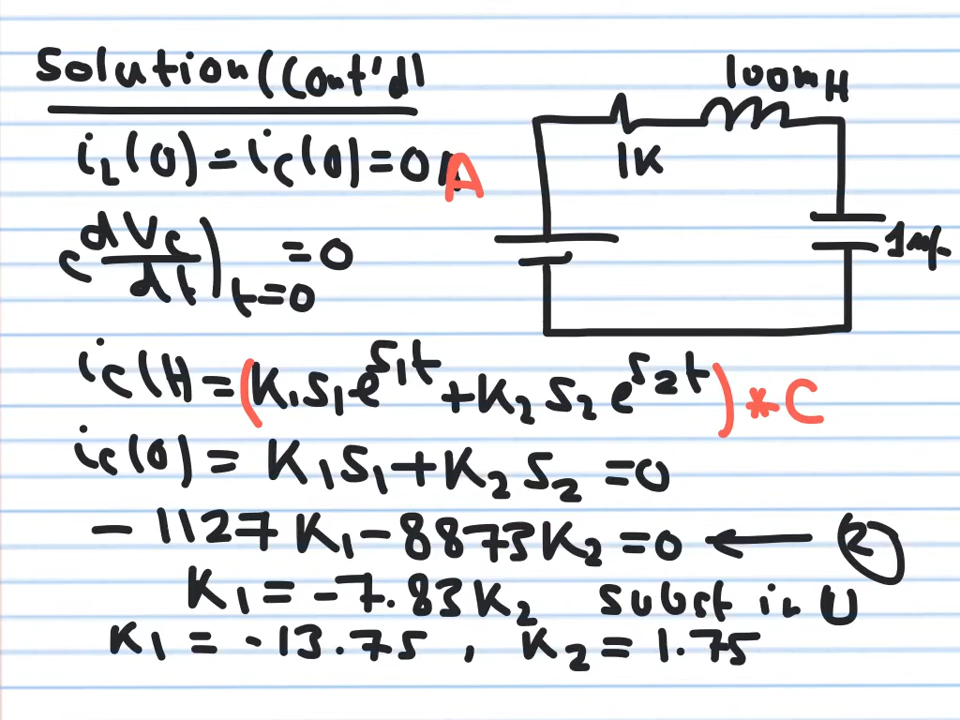 Solution (Cont'd)
100mH
1K
1mf
iL(0) = ic(0) = 0 A
c dVc/dt )t=0 = 0
ic(t) = (K1S1e^S1t + K2S2e^S2t) * C
ic(0) = K1S1 + K2S2 = 0
- 1127 K1 - 8873 K2 = 0 ← 2
K1 = -7.83 K2 subst in 1
K1 = -13.75 , K2 = 1.75